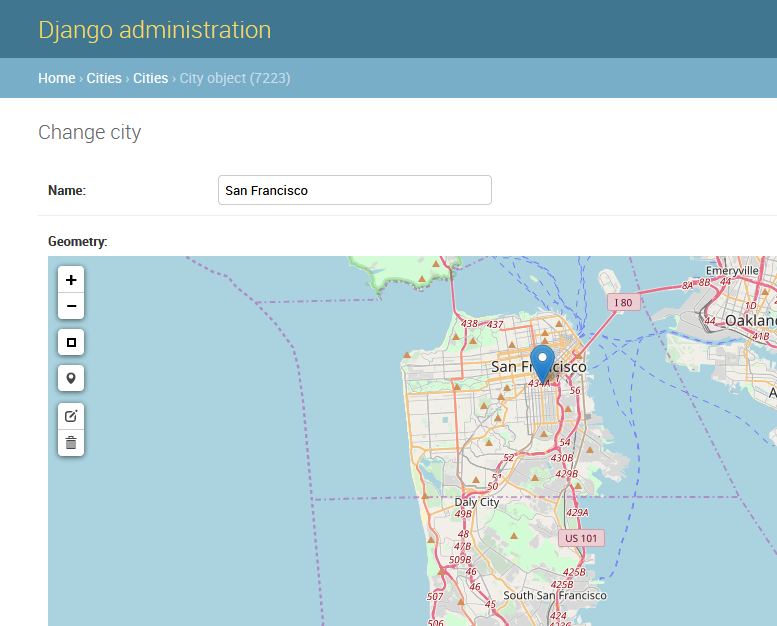 Django administration
Home › Cities › Cities › City object (7223)
Change city
Name: San Francisco
Geometry:
+
−
Emeryville
8A 8B 44
I 80
1D
438 437
44 Oakland
41B
San Francisco
434A
56
54
52 430B
51 429B
50
Daly City
49B 429A
48 US 101
47B
509B
46 425B
46 425B
507 South San Francisco
45
424
506 423C